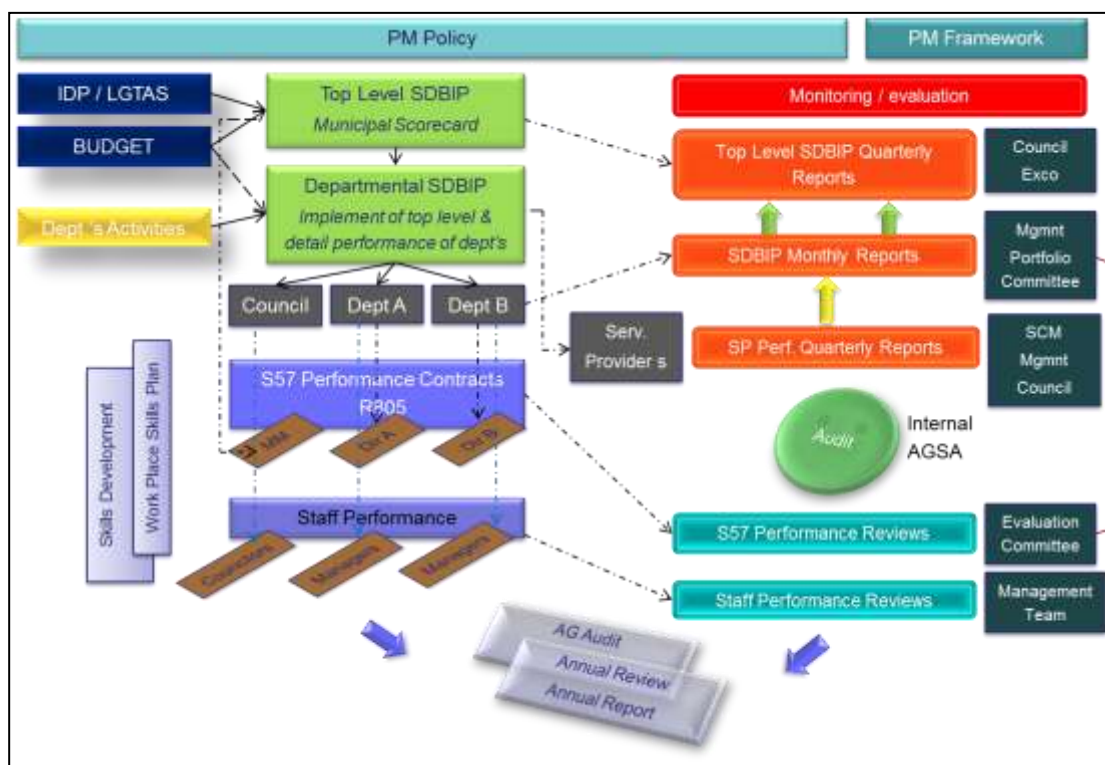 PM Policy
PM Framework
IDP / LGTAS
BUDGET
Dept 's Activities
Top Level SDBIP
Municipal Scorecard
Departmental SDBIP
Implement of top level &
detail performance of dept's
Council
Dept A
Dept B
Serv.
Provider s
Skills Development
Work Place Skills Plan
S57 Performance Contracts
R805
MM
Dir A
Dir B
Staff Performance
Councilors
Managers
Managers
Monitoring / evaluation
Top Level SDBIP Quarterly
Reports
Council
Exco
SDBIP Monthly Reports
Mgmnt
Portfolio
Committee
SP Perf. Quarterly Reports
SCM
Mgmnt
Council
Audit
Internal
AGSA
S57 Performance Reviews
Evaluation
Committee
Staff Performance Reviews
Management
Team
AG Audit
Annual Review
Annual Report